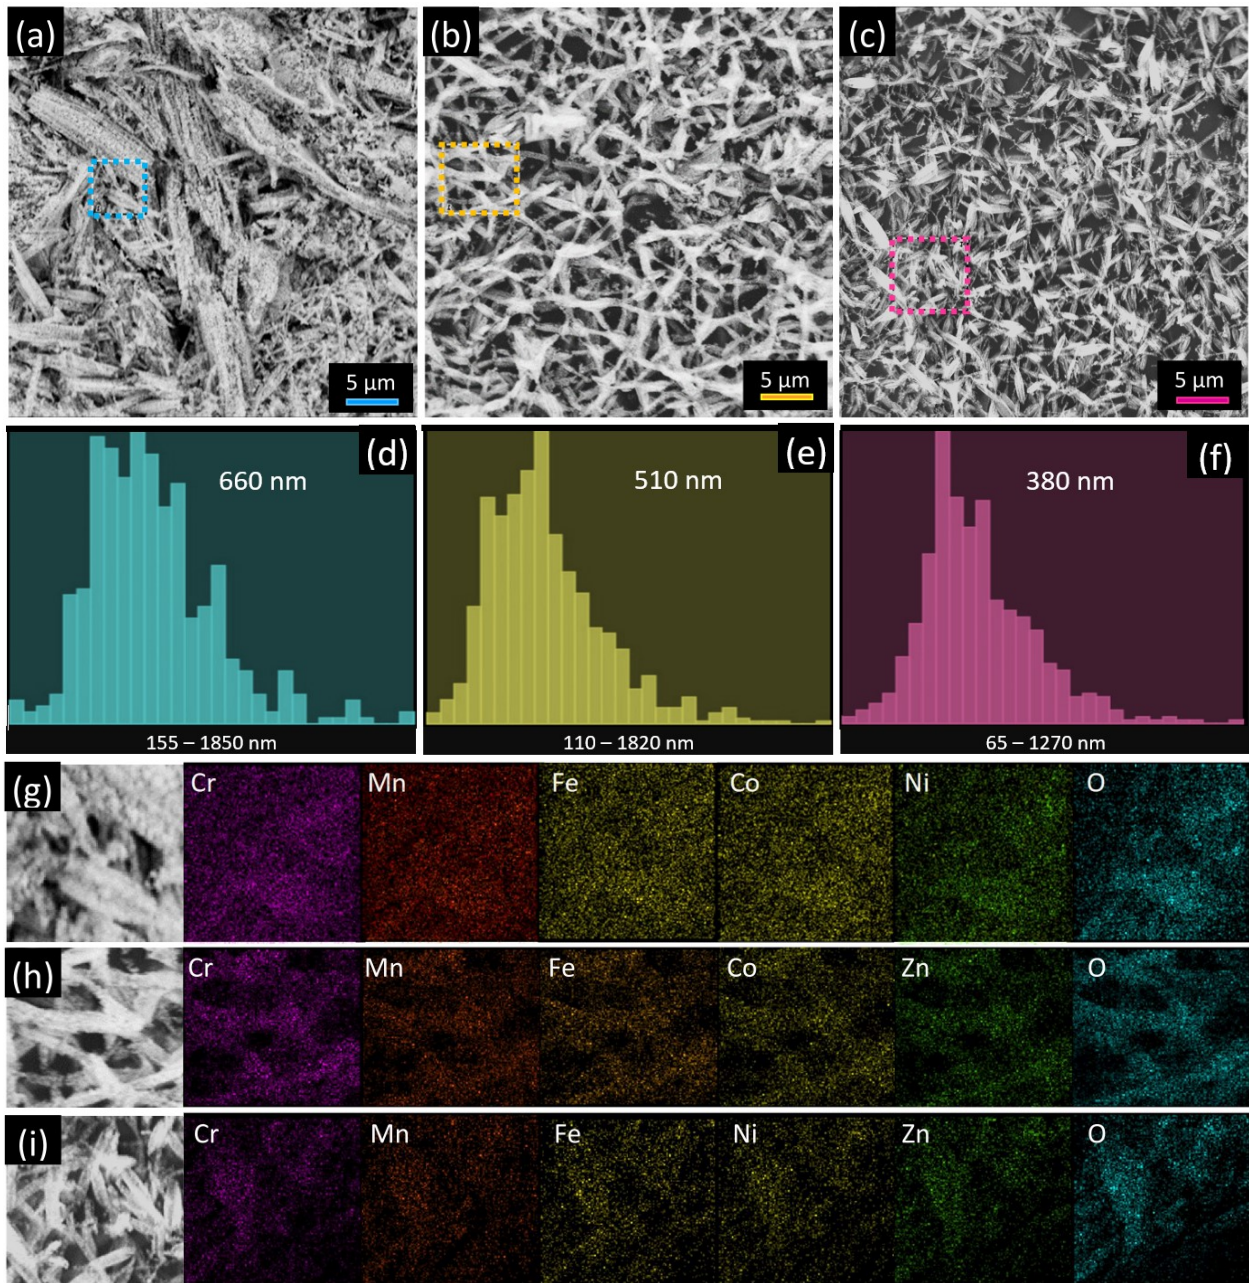 (a)
(b)
(c)
5 μm
5 μm
5 μm
(d)
660 nm
155 – 1850 nm
(e)
510 nm
110 – 1820 nm
(f)
380 nm
65 – 1270 nm
(g) Cr Mn Fe Co Ni O
(h) Cr Mn Fe Co Zn O
(i) Cr Mn Fe Ni Zn O